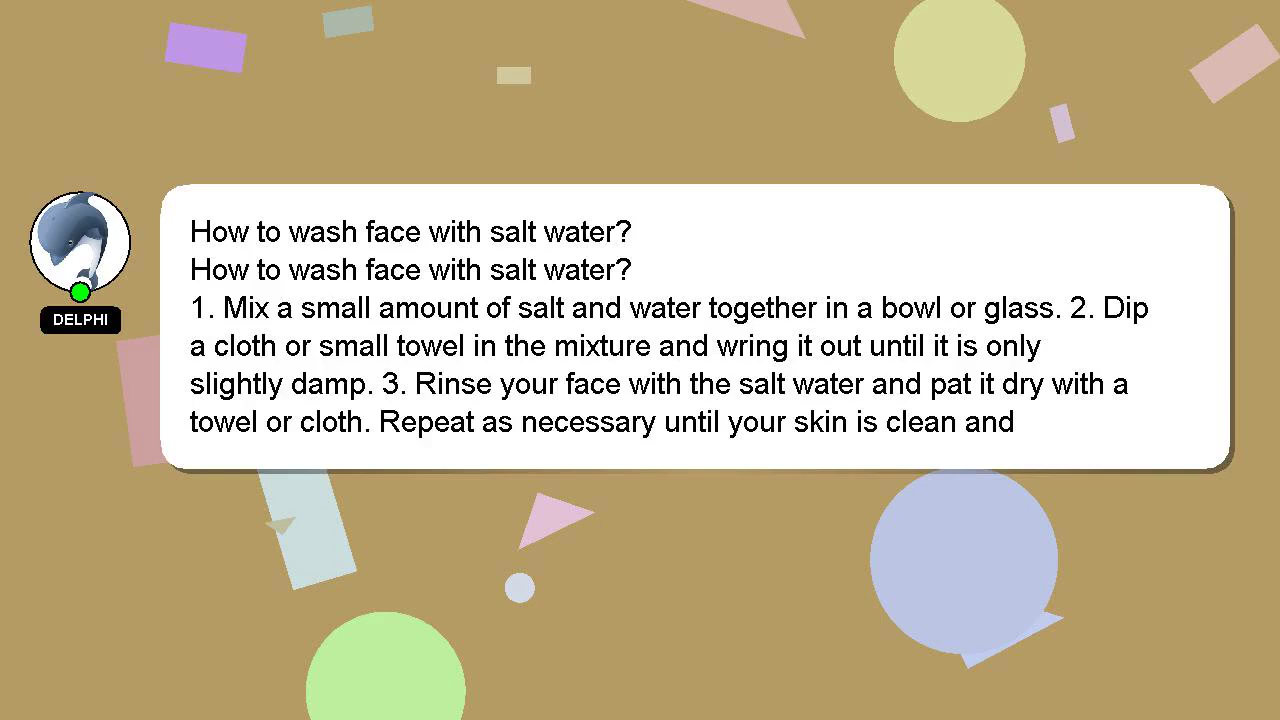 How to wash face with salt water?
How to wash face with salt water?
1. Mix a small amount of salt and water together in a bowl or glass. 2. Dip
a cloth or small towel in the mixture and wring it out until it is only
slightly damp. 3. Rinse your face with the salt water and pat it dry with a
towel or cloth. Repeat as necessary until your skin is clean and
DELPHI